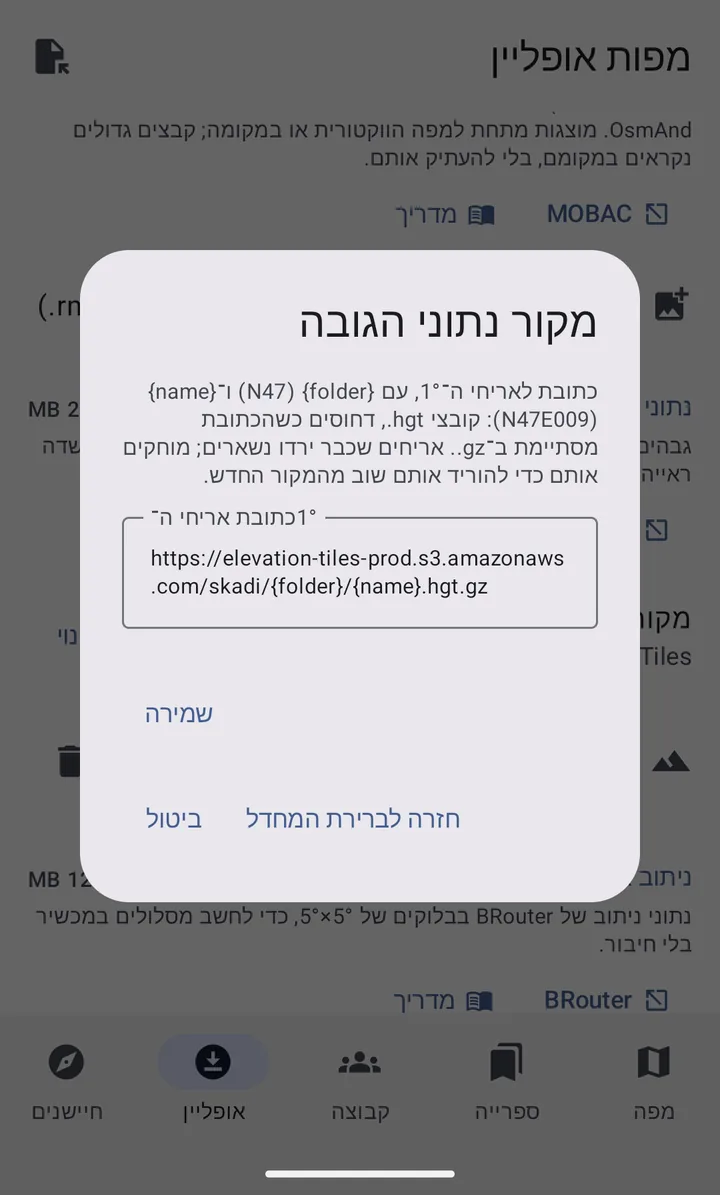 מפות אופליין
OsmAnd. מוצגות מתחת למפה הווקטורית או במקומה; קבצים גדולים
נקראים במקומם, בלי להעתיק אותם.
MOBAC
מדריך
מקור נתוני הגובה
כתובת לאריחי ה־1°, עם {folder} (N47) ו־{name}
(N47E009): קובצי ‎.hgt, דחוסים כשהכתובת
מסתיימת ב־gz.. אריחים שכבר ירדו נשארים; מוחקים
אותם כדי להוריד אותם שוב מהמקור החדש.
כתובת אריחי ה־1°
https://elevation-tiles-prod.s3.amazonaws
.com/skadi/{folder}/{name}.hgt.gz
שמירה
חזרה לברירת המחדל
ביטול
נתוני
MB 2
ראייה
Tiles
ניתוב
MB 12
נתוני ניתוב של BRouter בבלוקים של 5°×5°, כדי לחשב מסלולים במכשיר
בלי חיבור.
BRouter
מדריך
מפה
ספרייה
קבוצה
אופליין
חיישנים